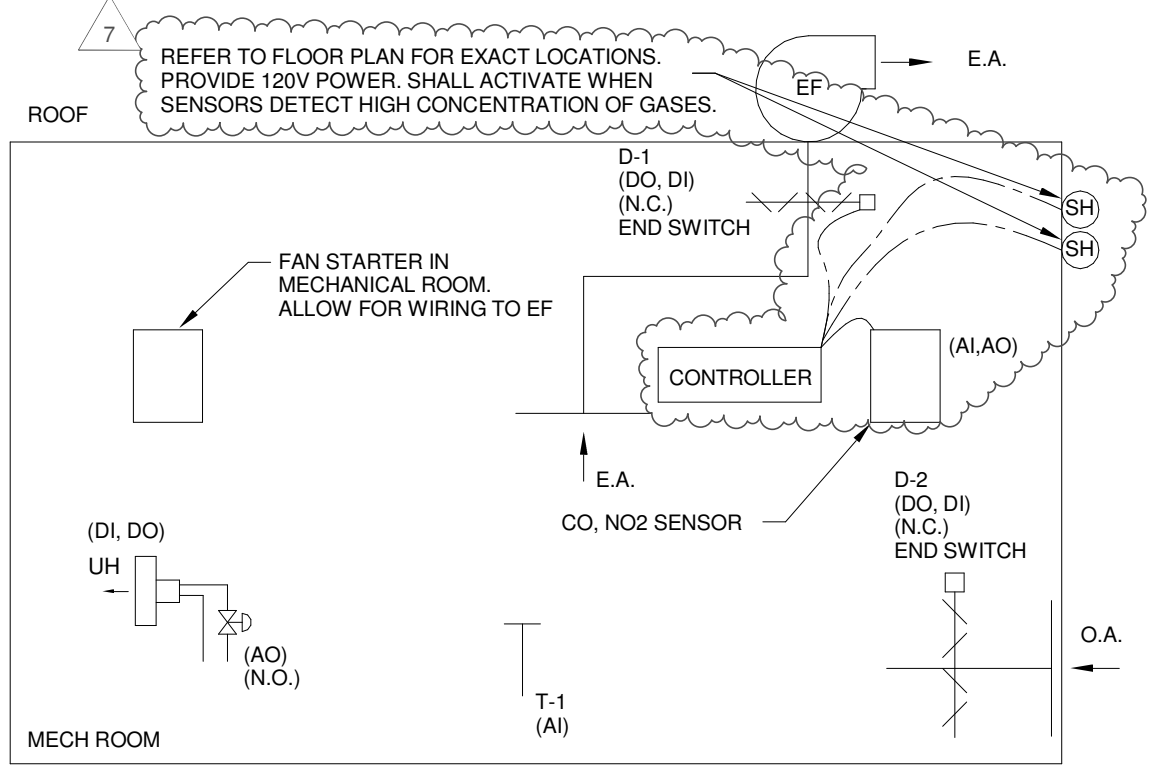 7
REFER TO FLOOR PLAN FOR EXACT LOCATIONS.
PROVIDE 120V POWER. SHALL ACTIVATE WHEN
SENSORS DETECT HIGH CONCENTRATION OF GASES.
EF
E.A.
ROOF
D-1
(DO, DI)
(N.C.)
END SWITCH
SH
SH
FAN STARTER IN
MECHANICAL ROOM.
ALLOW FOR WIRING TO EF
CONTROLLER
(AI,AO)
E.A.
CO, NO2 SENSOR
D-2
(DO, DI)
(N.C.)
END SWITCH
(DI, DO)
UH
(AO)
(N.O.)
T-1
(AI)
O.A.
MECH ROOM